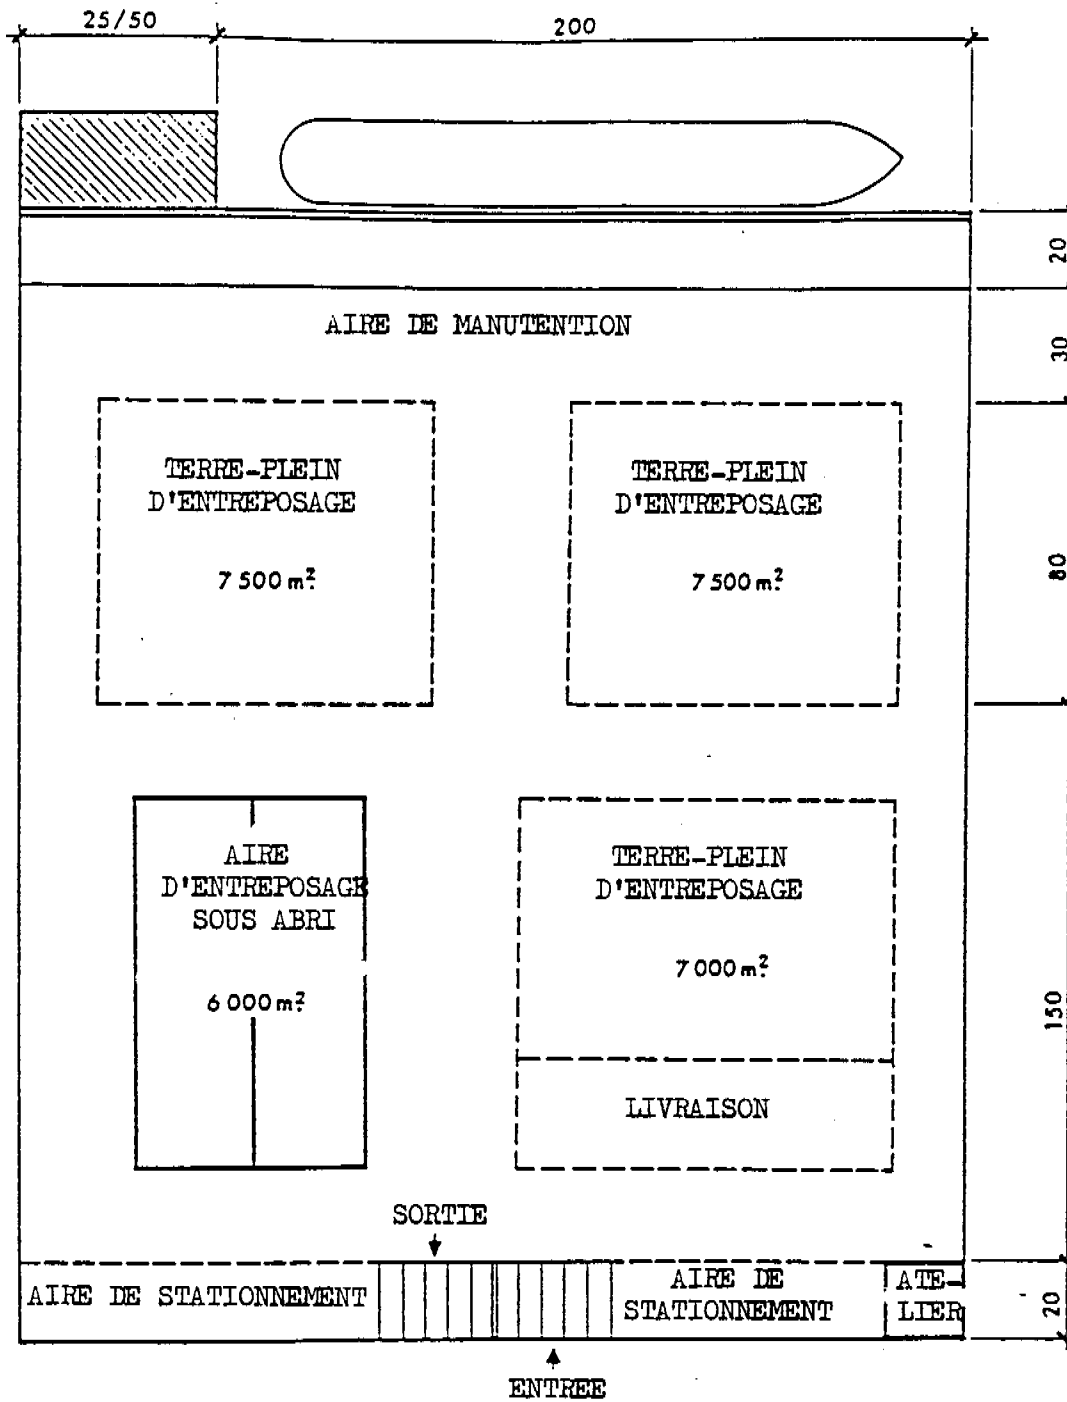 25/50
200
20
AIRE DE MANUTENTION
30
TERRE-PLEIN
D'ENTREPOSAGE
7 500 m².
TERRE-PLEIN
D'ENTREPOSAGE
7 500 m².
80
AIRE
D'ENTREPOSAGE
SOUS ABRI
6 000 m².
TERRE-PLEIN
D'ENTREPOSAGE
7 000 m².
LIVRAISON
150
SORTIE
AIRE DE STATIONNEMENT
AIRE DE
STATIONNEMENT
ATE-
LIER
20
ENTREE